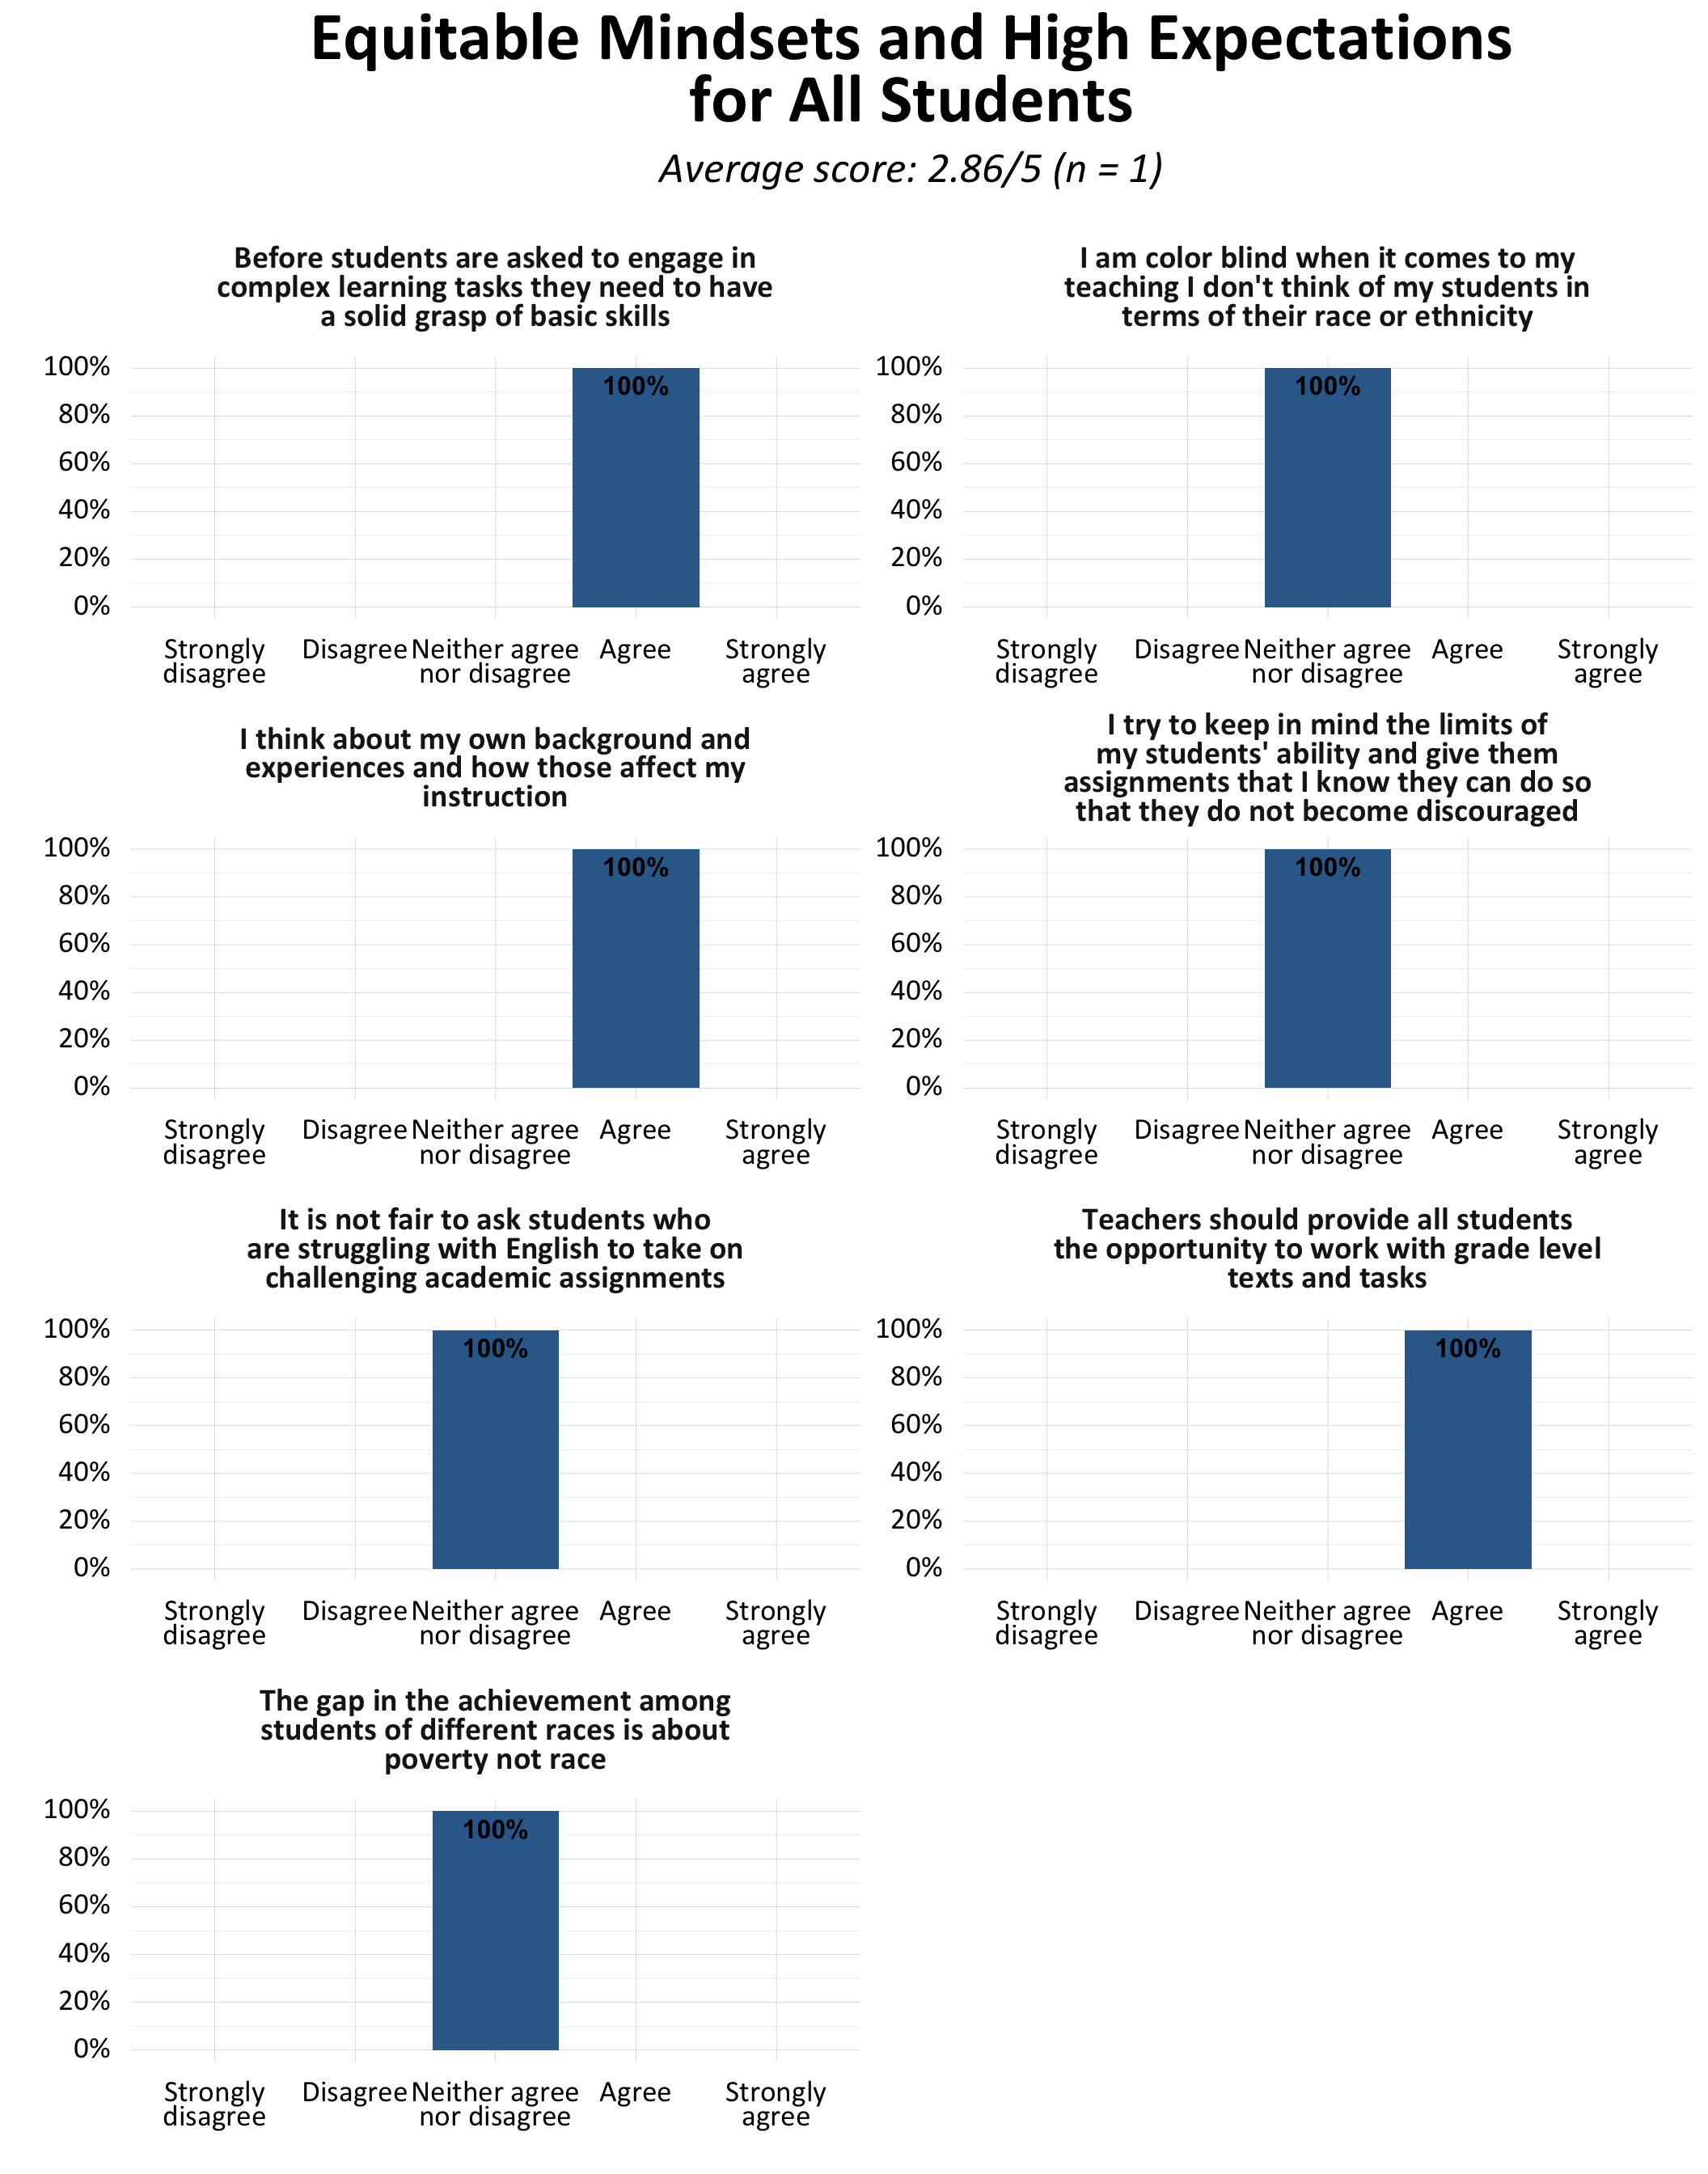 Equitable Mindsets and High Expectations
for All Students
Average score: 2.86/5 (n = 1)
Before students are asked to engage in
complex learning tasks they need to have
a solid grasp of basic skills
100%
80%
60%
40%
20%
0%
100%
Strongly
disagree
Disagree
Neither agree
nor disagree
Agree
Strongly
agree
I am color blind when it comes to my
teaching I don't think of my students in
terms of their race or ethnicity
100%
80%
60%
40%
20%
0%
100%
Strongly
disagree
Disagree
Neither agree
nor disagree
Agree
Strongly
agree
I think about my own background and
experiences and how those affect my
instruction
100%
80%
60%
40%
20%
0%
100%
Strongly
disagree
Disagree
Neither agree
nor disagree
Agree
Strongly
agree
I try to keep in mind the limits of
my students' ability and give them
assignments that I know they can do so
that they do not become discouraged
100%
80%
60%
40%
20%
0%
100%
Strongly
disagree
Disagree
Neither agree
nor disagree
Agree
Strongly
agree
It is not fair to ask students who
are struggling with English to take on
challenging academic assignments
100%
80%
60%
40%
20%
0%
100%
Strongly
disagree
Disagree
Neither agree
nor disagree
Agree
Strongly
agree
Teachers should provide all students
the opportunity to work with grade level
texts and tasks
100%
80%
60%
40%
20%
0%
100%
Strongly
disagree
Disagree
Neither agree
nor disagree
Agree
Strongly
agree
The gap in the achievement among
students of different races is about
poverty not race
100%
80%
60%
40%
20%
0%
100%
Strongly
disagree
Disagree
Neither agree
nor disagree
Agree
Strongly
agree